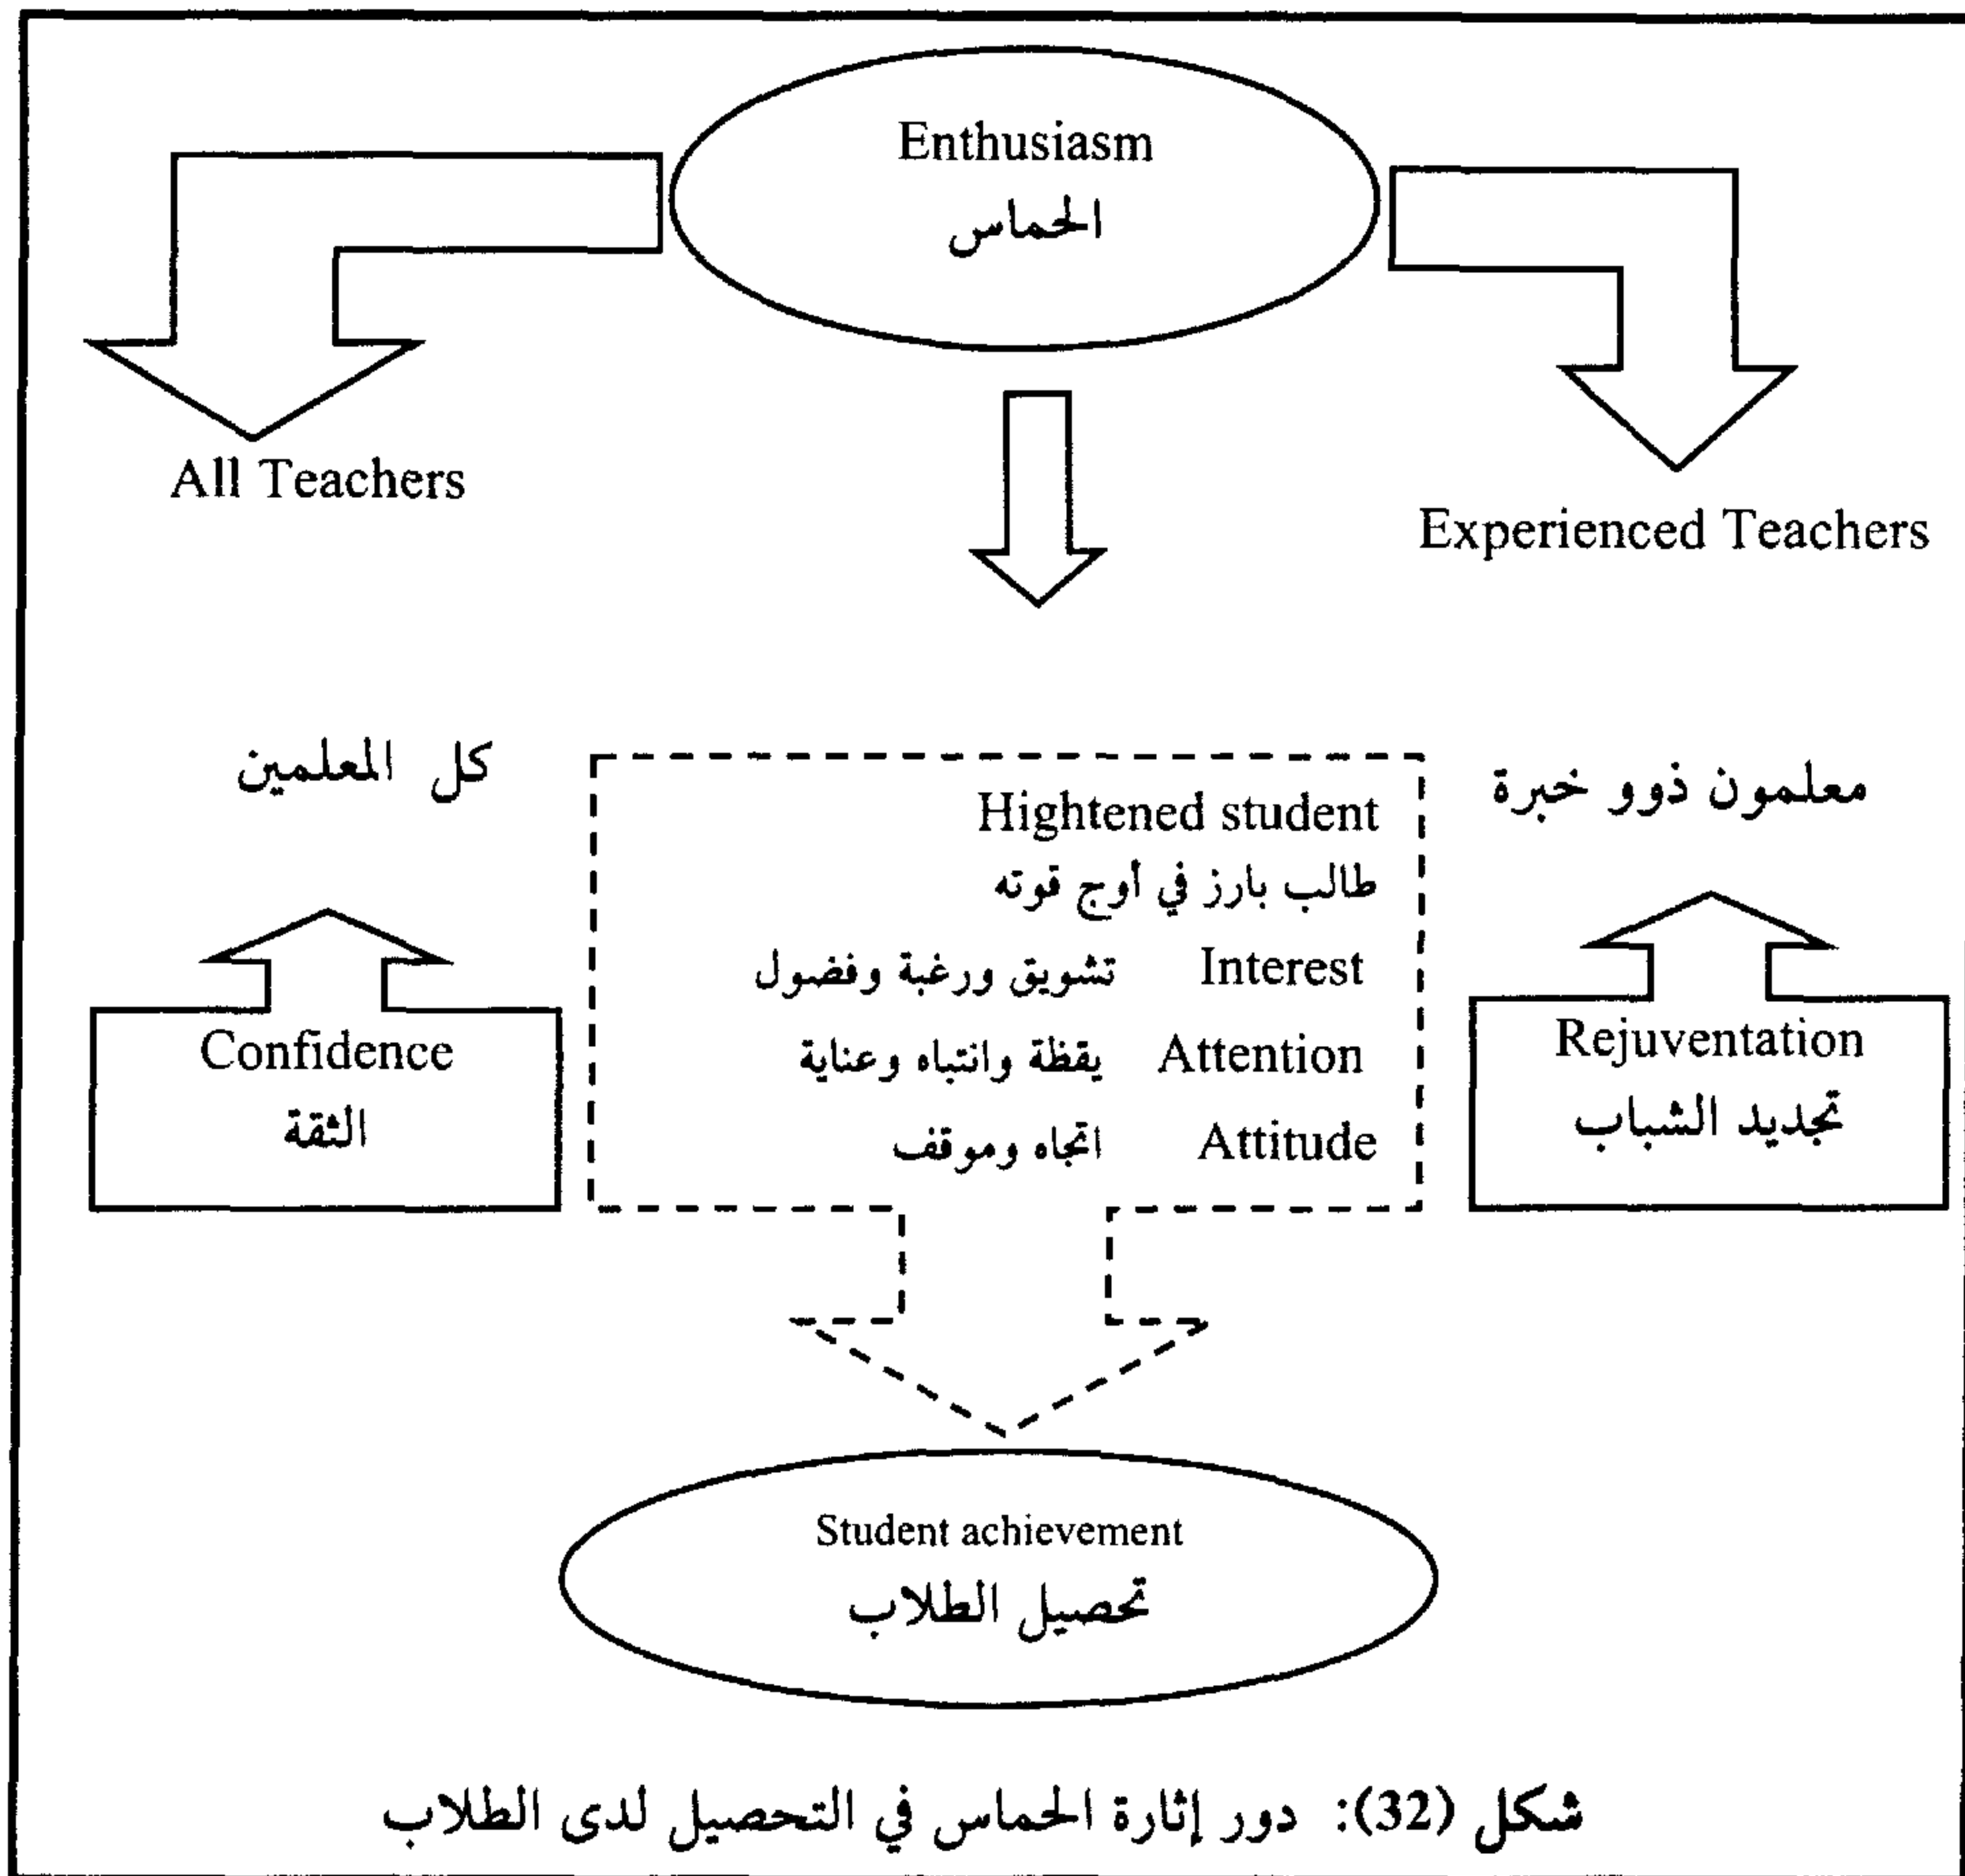 Enthusiasm
الحماس
All Teachers
Experienced Teachers
كل المعلمين
معلمون ذوو خبرة
Hightened student
طالب بارز في أوج قوته
Interest تشويق ورغبة وفضول
Attention يقظة وانتباه وعناية
Attitude اتجاه وموقف
Confidence
الثقة
Rejuventation
تجديد الشباب
Student achievement
تحصيل الطلاب
شكل (32): دور إثارة الحماس في التحصيل لدى الطلاب